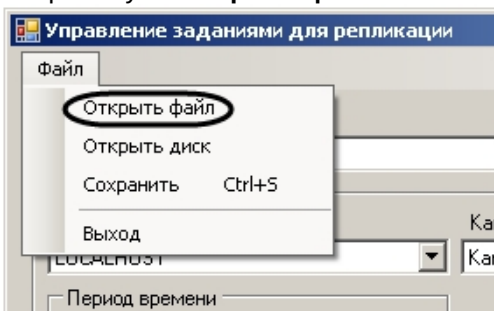 Управление заданиями для репликации
Файл
Открыть файл
Открыть диск
Сохранить Ctrl+S
Выход
LOCALHOST
Период времени